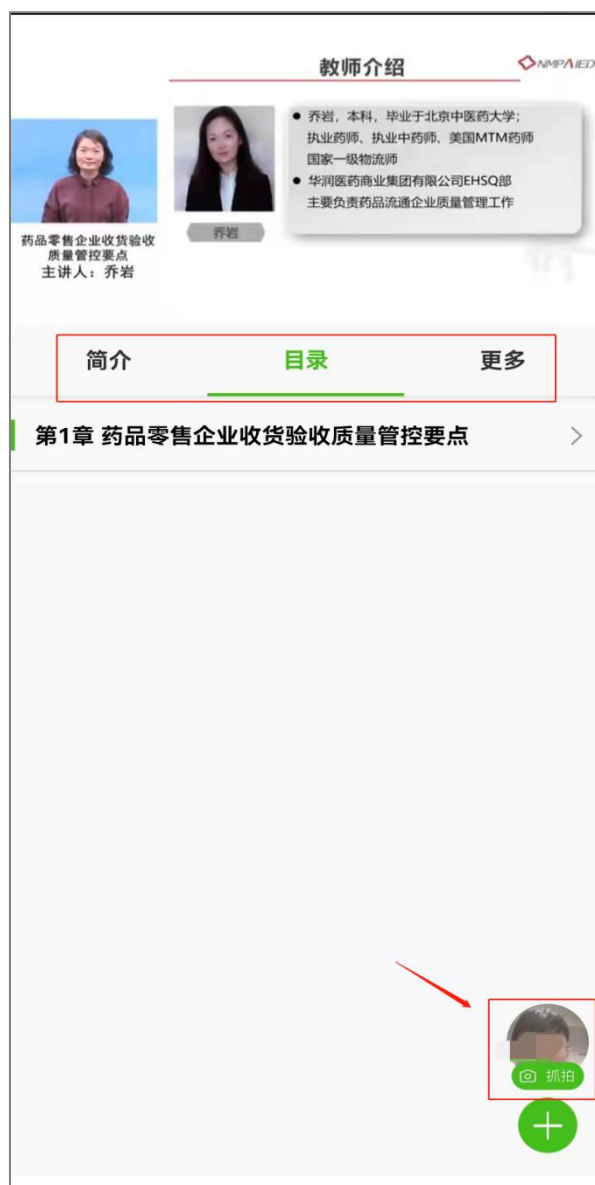 教师介绍
NMPAIED
乔岩，本科，毕业于北京中医药大学；
执业药师、执业中药师、美国MTM药师
国家一级物流师
华润医药商业集团有限公司EHSQ部
主要负责药品流通企业质量管理工作
乔岩
药品零售企业收货验收
质量管控要点
主讲人：乔岩
简介
目录
更多
第1章 药品零售企业收货验收质量管控要点
抓拍